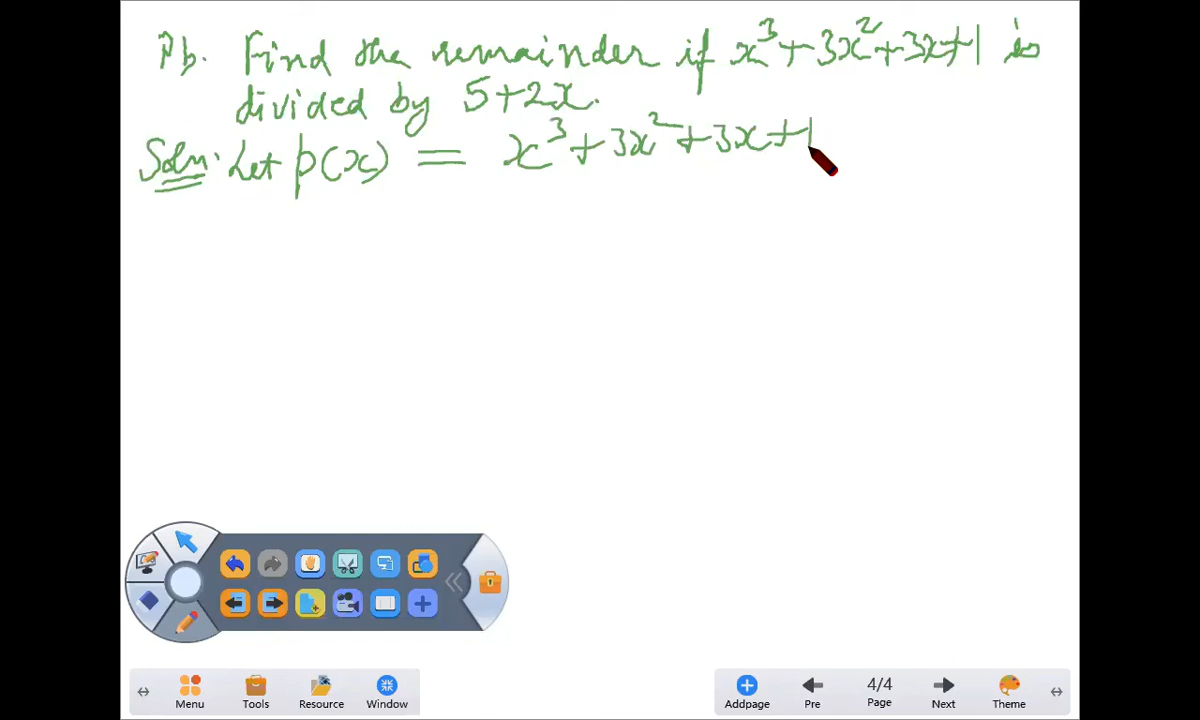 Pb. Find the remainder if x³+3x²+3x+1 is
divided by 5+2x.
Soln: Let p(x) = x³+3x²+3x+1
Menu Tools Resource Window Addpage Pre 4/4 Page Next Theme